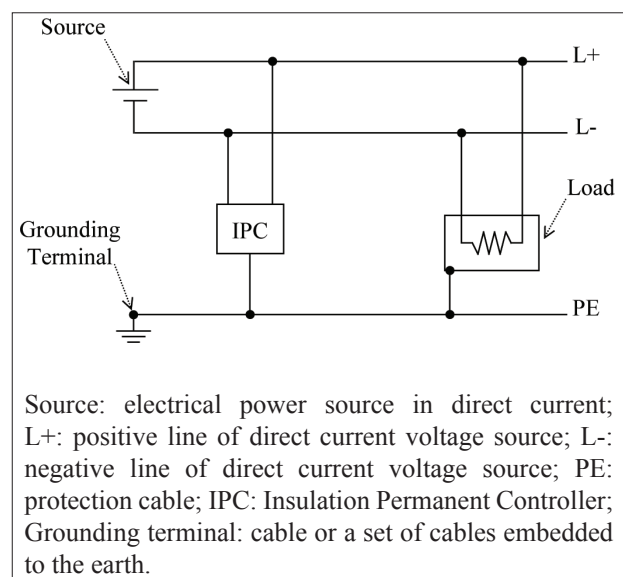 Source
L+
L-
Load
Grounding
Terminal
IPC
PE
Source: electrical power source in direct current;
L+: positive line of direct current voltage source; L-:
negative line of direct current voltage source; PE:
protection cable; IPC: Insulation Permanent Controller;
Grounding terminal: cable or a set of cables embedded
to the earth.